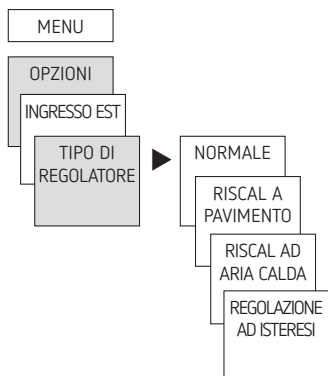 MENU
OPZIONI
INGRESSO EST
TIPO DI
REGOLATORE
NORMALE
RISCAL A
PAVIMENTO
RISCAL AD
ARIA CALDA
REGOLAZIONE
AD ISTERESI